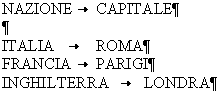 NAZIONE → CAPITALE¶
¶
ITALIA → ROMA¶
FRANCIA → PARIGI¶
INGHILTERRA → LONDRA¶